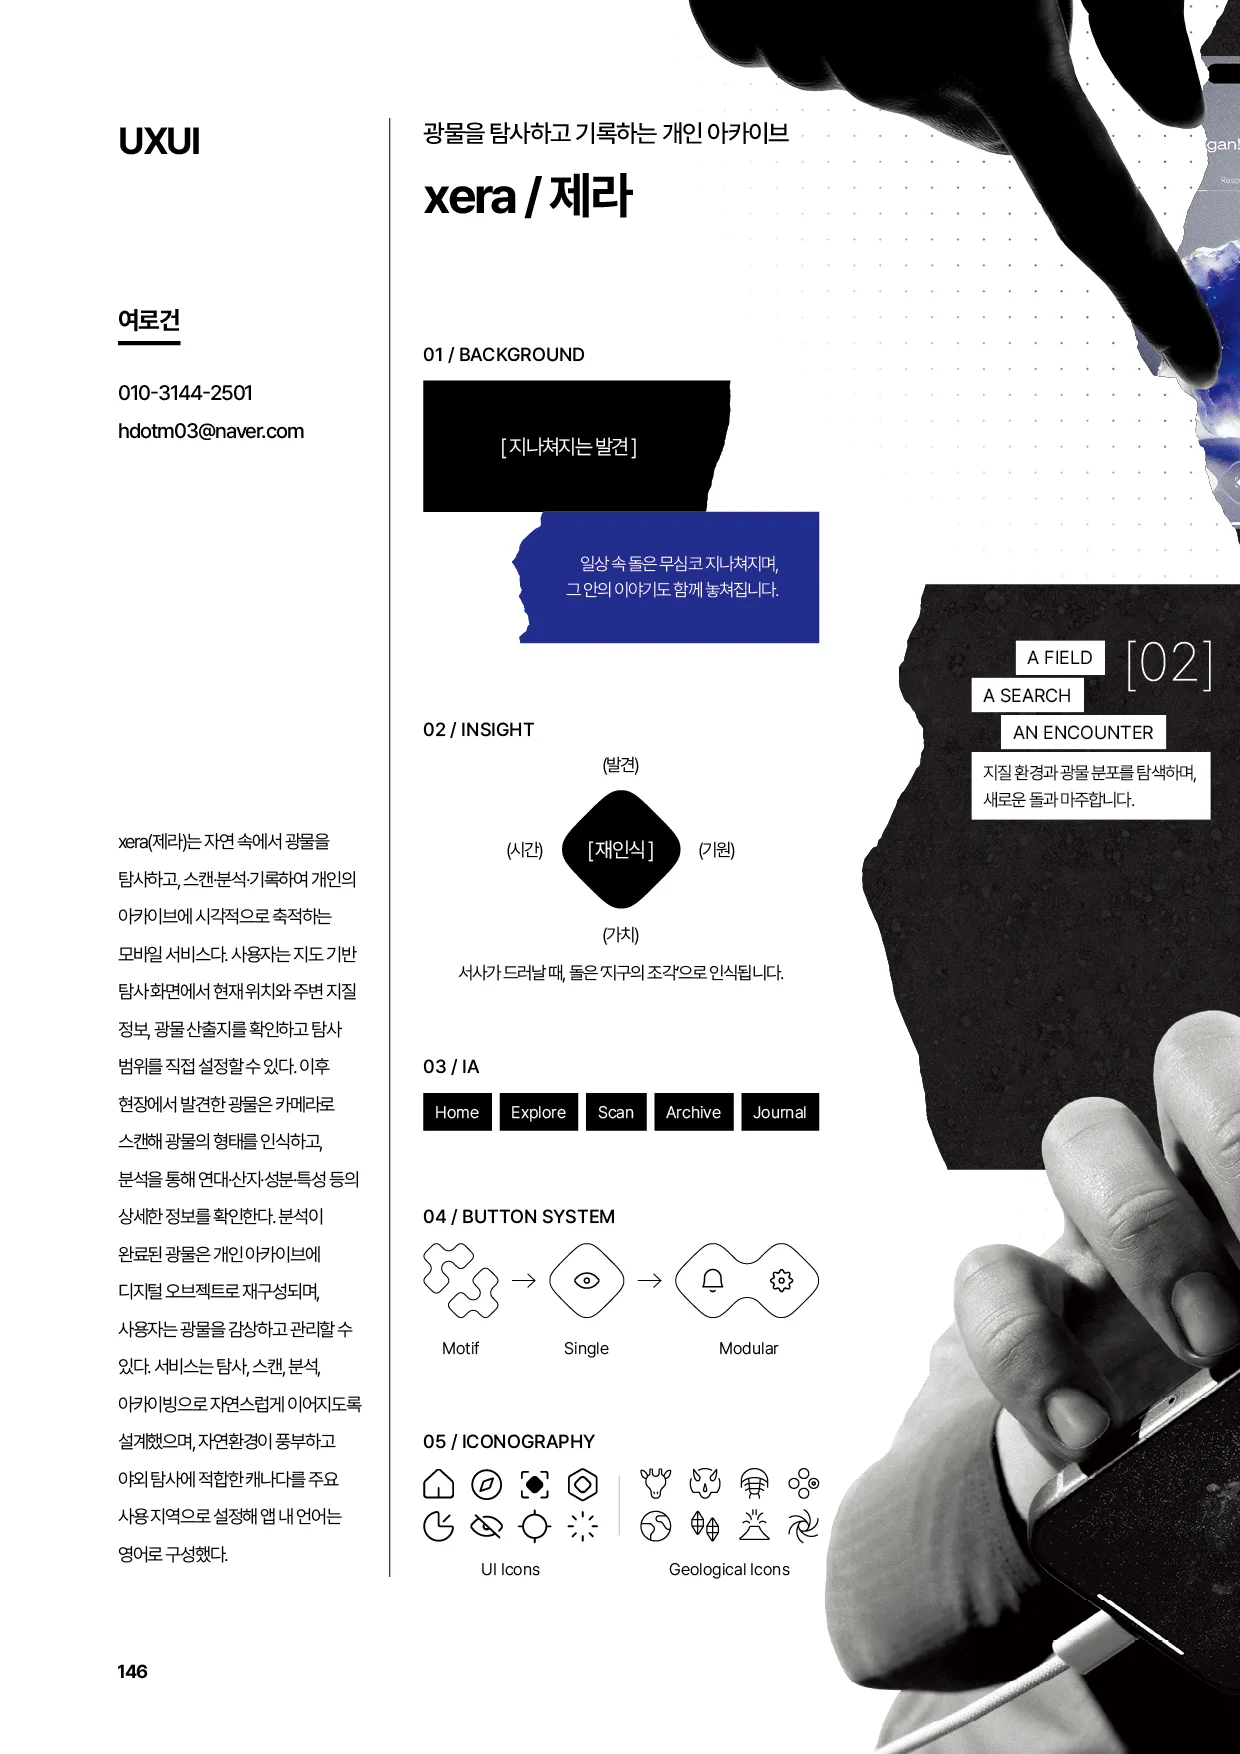 UXUI
여로건
010-3144-2501
hdotm03@naver.com
xera(제라)는 자연 속에서 광물을
탐사하고, 스캔·분석·기록하여 개인의
아카이브에 시각적으로 축적하는
모바일 서비스다. 사용자는 지도 기반
탐사 화면에서 현재 위치와 주변 지질
정보, 광물 산출지를 확인하고 탐사
범위를 직접 설정할 수 있다. 이후
현장에서 발견한 광물은 카메라로
스캔해 광물의 형태를 인식하고,
분석을 통해 연대·산지·성분·특성 등의
상세한 정보를 확인한다. 분석이
완료된 광물은 개인 아카이브에
디지털 오브젝트로 재구성되며,
사용자는 광물을 감상하고 관리할 수
있다. 서비스는 탐사, 스캔, 분석,
아카이빙으로 자연스럽게 이어지도록
설계했으며, 자연환경이 풍부하고
야외 탐사에 적합한 캐나다를 주요
사용 지역으로 설정해 앱 내 언어는
영어로 구성했다.
146
광물을 탐사하고 기록하는 개인 아카이브
xera / 제라
01 / BACKGROUND
[ 지나쳐지는 발견 ]
일상 속 돌은 무심코 지나쳐지며,
그 안의 이야기도 함께 놓쳐집니다.
02 / INSIGHT
(발견)
(시간) [ 재인식 ] (기원)
(가치)
서사가 드러날 때, 돌은 '지구의 조각'으로 인식됩니다.
03 / IA
Home Explore Scan Archive Journal
04 / BUTTON SYSTEM
Motif Single Modular
05 / ICONOGRAPHY
UI Icons Geological Icons
gan!
A FIELD [02]
A SEARCH
AN ENCOUNTER
지질 환경과 광물 분포를 탐색하며,
새로운 돌과 마주합니다.